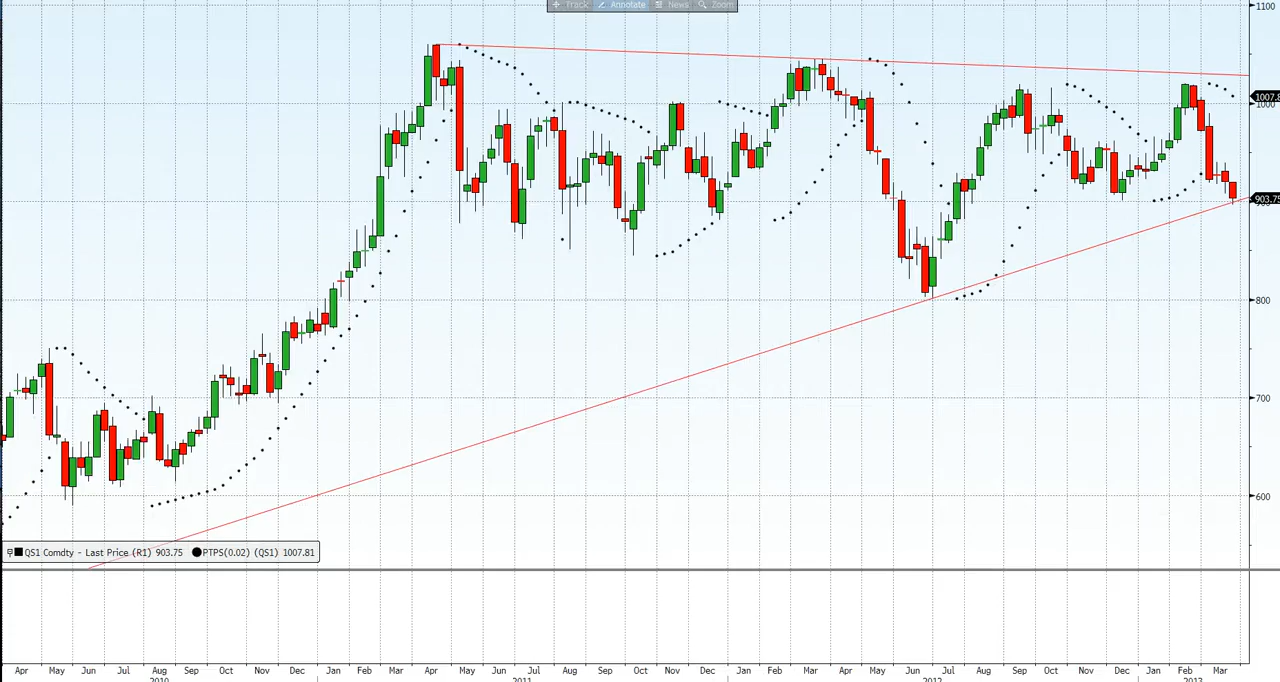 Track Annotate News Zoom
1100
1007.8
1000
903.75
900
800
700
600
QS1 Comdty - Last Price (R1) 903.75 PTPS(0.02) (QS1) 1007.81
Apr May Jun Jul Aug Sep Oct Nov Dec Jan Feb Mar Apr May Jun Jul Aug Sep Oct Nov Dec Jan Feb Mar Apr May Jun Jul Aug Sep Oct Nov Dec Jan Feb Mar
2010 2011 2012 2013